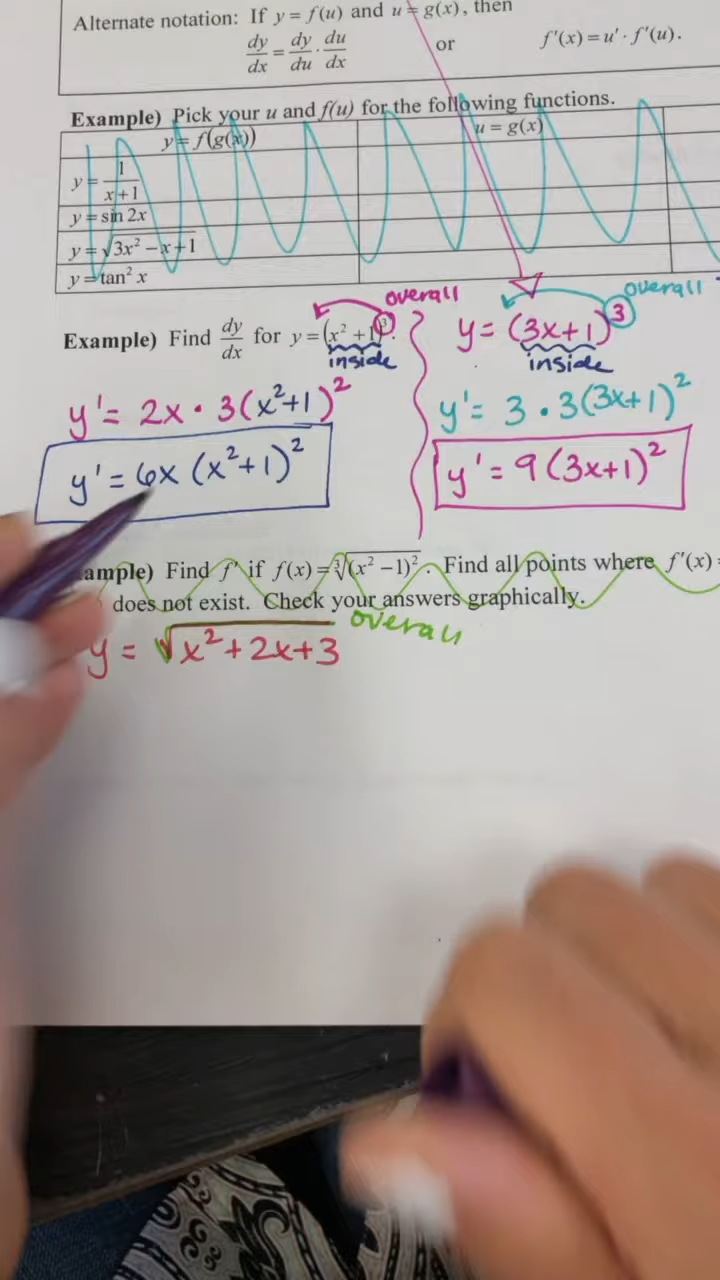 Alternate notation: If y = f(u) and u = g(x), then
dy/dx = dy/du · du/dx or f'(x) = u' · f'(u).
Example) Pick your u and f(u) for the following functions.
y = f(g(x)) u = g(x)
y = 1/(x+1)
y = sin 2x
y = √(3x² − x + 1)
y = tan² x
overall overall
Example) Find dy/dx for y = (x² + 1)³. y = (3x+1)³
inside inside
y' = 2x · 3(x²+1)² y' = 3 · 3(3x+1)²
y' = 6x (x²+1)² y' = 9(3x+1)²
ample) Find f' if f(x) = ∛((x² − 1)²). Find all points where f'(x) =
does not exist. Check your answers graphically.
overall
y = √(x²+2x+3)